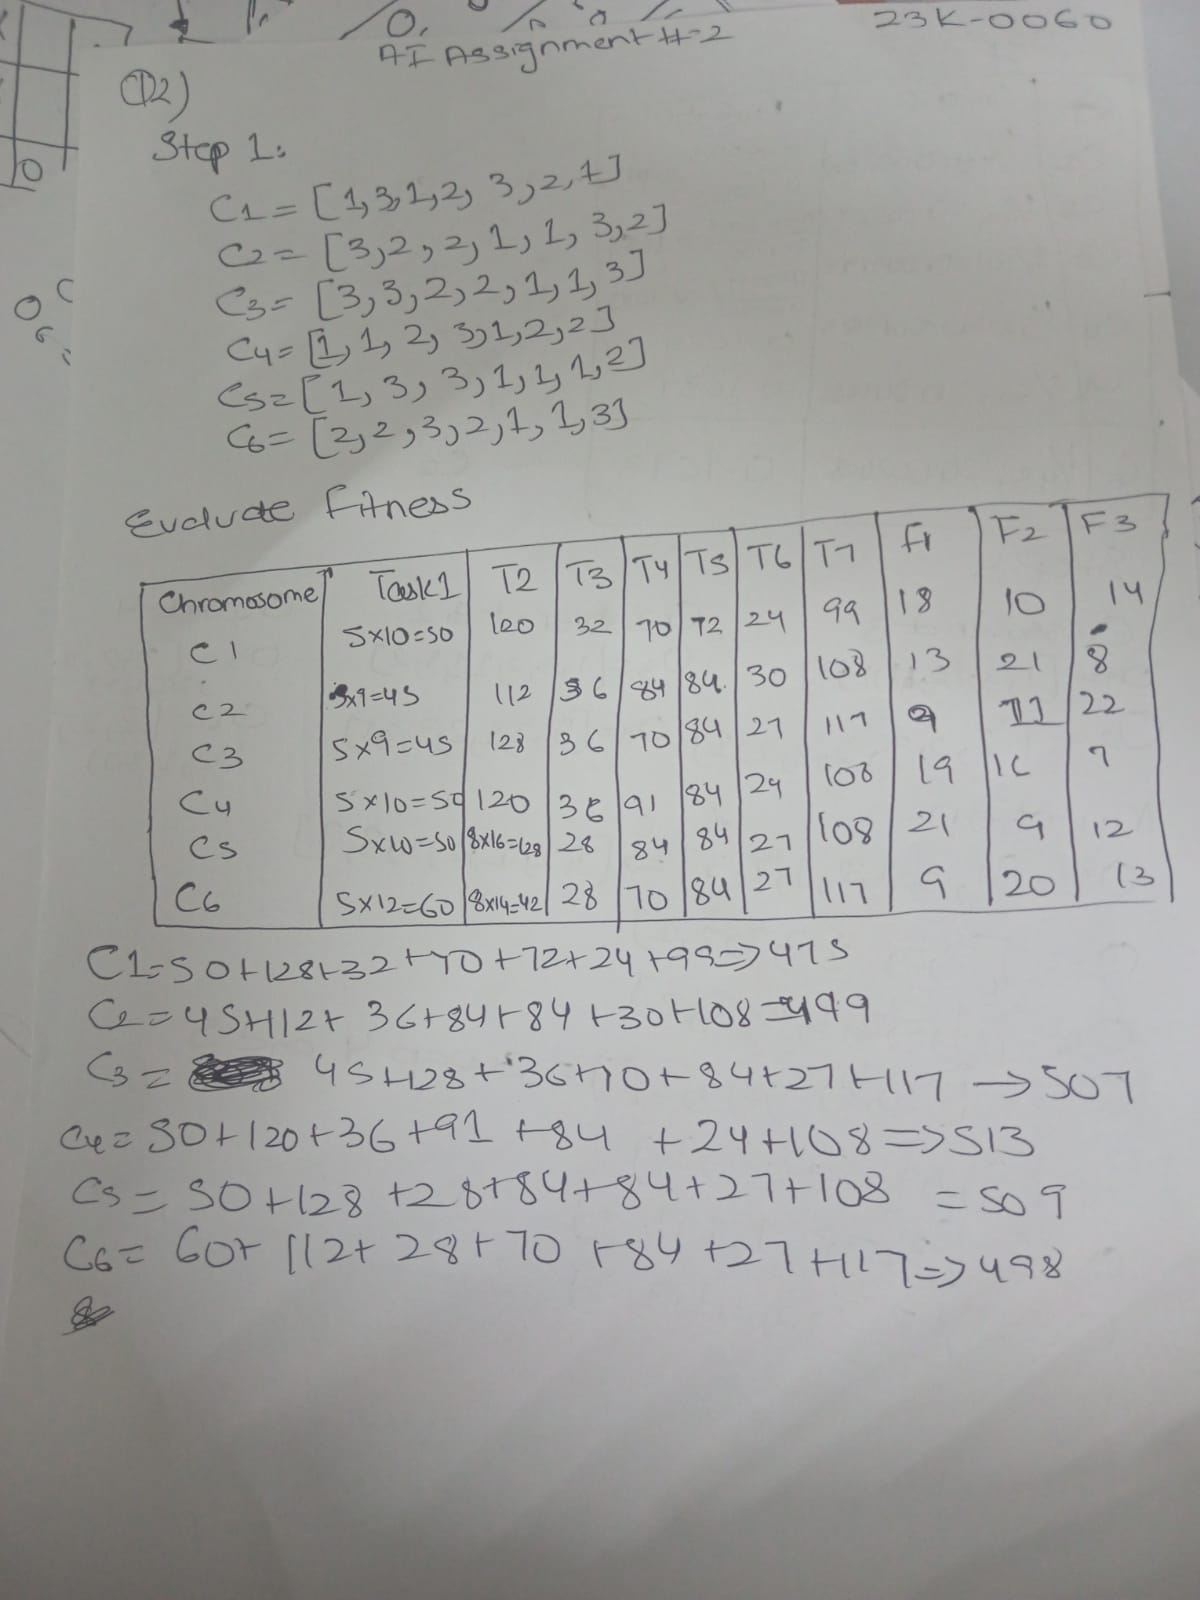 23K-0060
AI Assignment #2
Q2)
Step 1:
C1 = [1,3,1,2,3,2,1]
C2 = [3,2,2,1,1,3,2]
C3 = [3,3,2,2,1,1,3]
C4 = [1,1,2,3,1,2,2]
C5 = [1,3,3,1,1,1,2]
C6 = [2,2,3,2,1,1,3]
Evaluate Fitness
Chromosome Task1 T2 T3 T4 T5 T6 T7 F1 F2 F3
C1 5x10=50 120 32 70 72 24 99 18 10 14
C2 5x9=45 112 36 84 84 30 108 13 21 8
C3 5x9=45 128 36 70 84 27 117 9 11 22
C4 5x10=50 120 36 91 84 24 108 19 16 7
C5 5x10=50 8x16=128 28 84 84 27 108 21 9 12
C6 5x12=60 8x14=42 28 70 84 27 117 9 20 13
C1=50+128+32+70+72+24+99=>475
C2=45+112+36+84+84+30+108=499
C3= 45+128+36+70+84+27+117 →507
C4=50+120+36+91+84+24+108=>513
C5=50+128+28+84+84+27+108=509
C6=60+112+28+70+84+27+117=>498